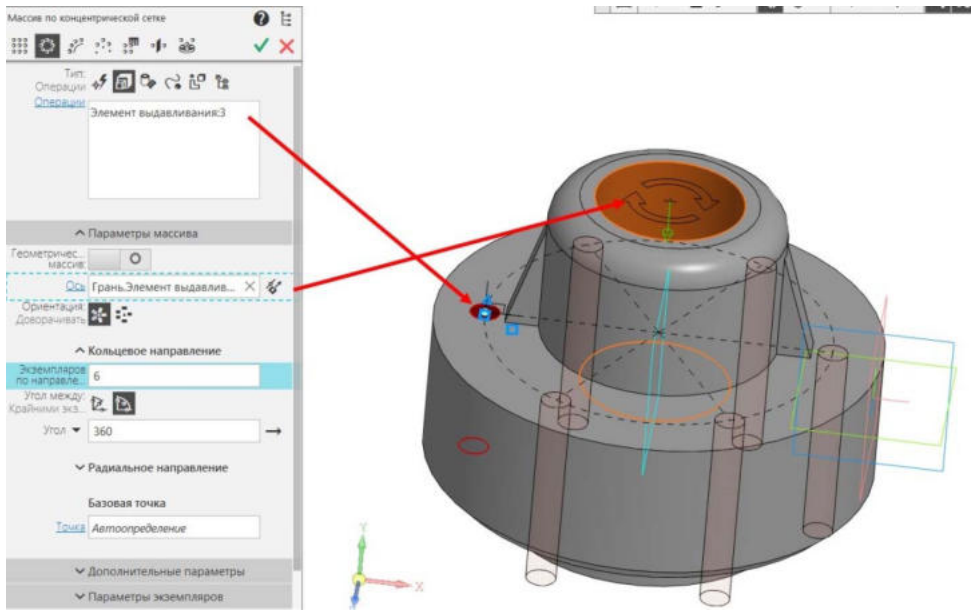 Массив по концентрической сетке
Тип:
Операции
Операции
Элемент выдавливания:3
Параметры массива
Геометричес...
массив:
Ось
Грань.Элемент выдавлив...
Ориентация:
Доворачивать
Кольцевое направление
Экземпляров
по направле...
6
Угол между:
Крайними экз...
Угол
360
Радиальное направление
Базовая точка
Точка
Автоопределение
Дополнительные параметры
Параметры экземпляров
Y
X